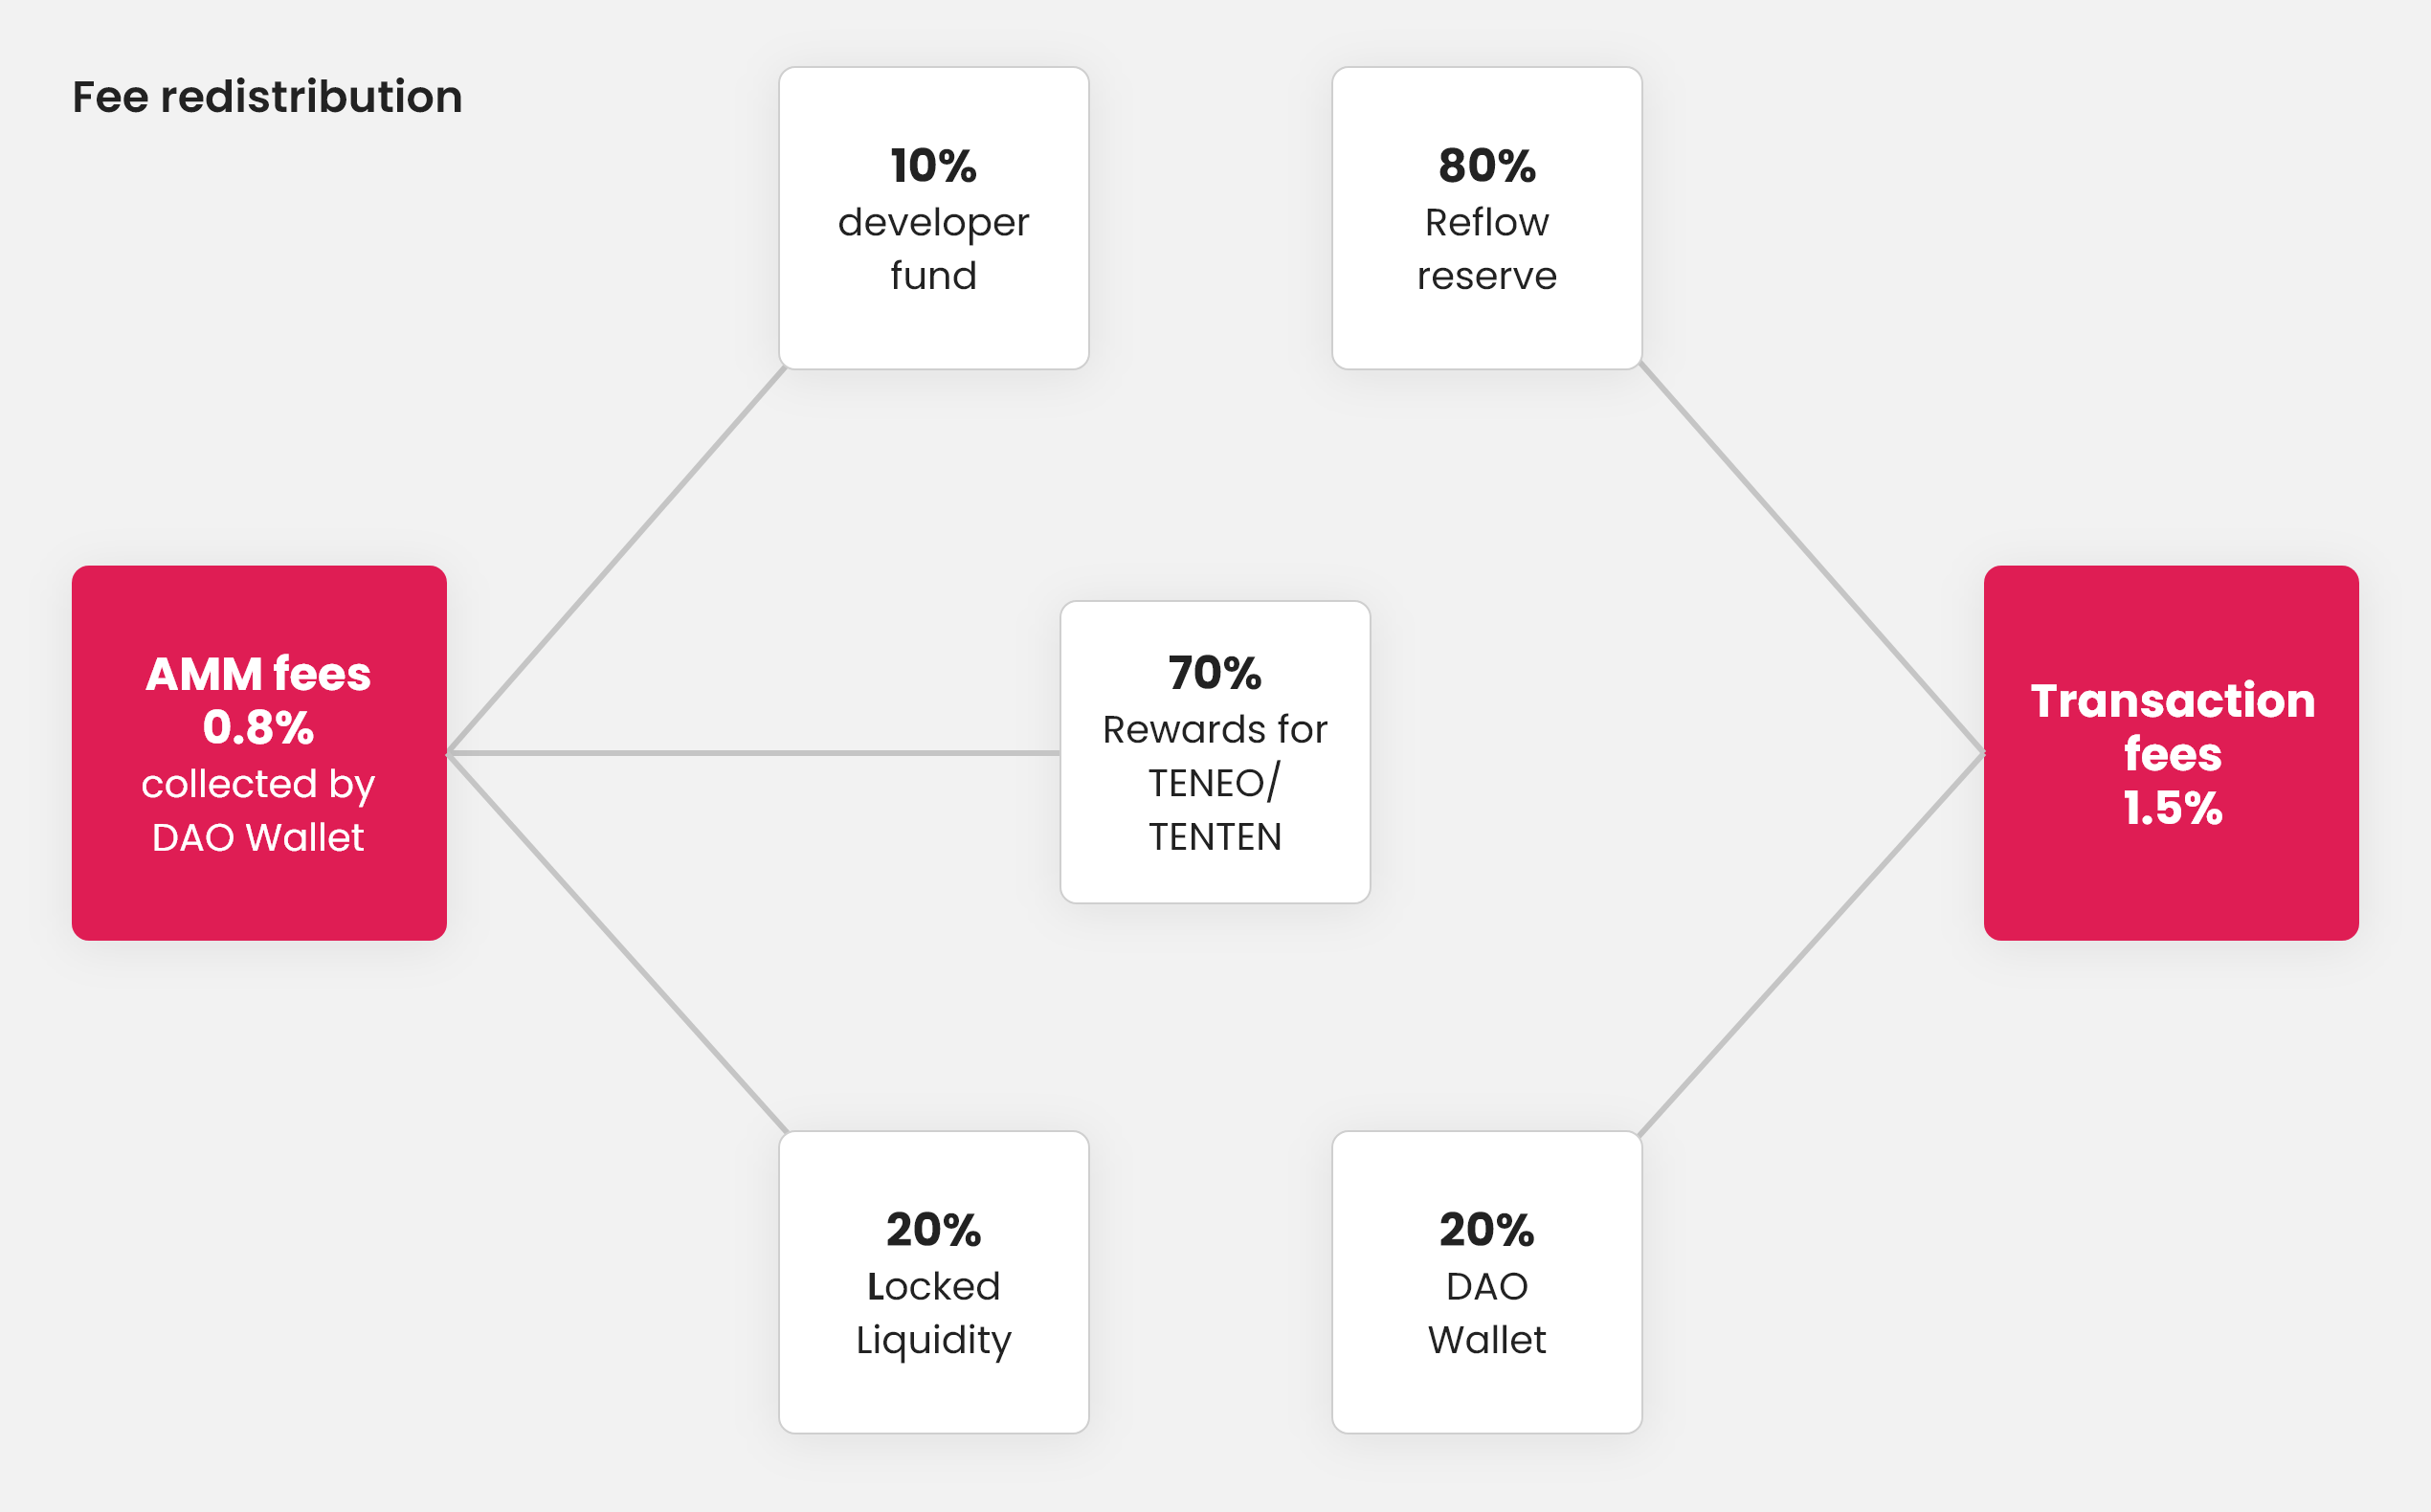 Fee redistribution
10%
developer
fund
80%
Reflow
reserve
AMM fees
0.8%
collected by
DAO Wallet
70%
Rewards for
TENEO/
TENTEN
Transaction
fees
1.5%
20%
Locked
Liquidity
20%
DAO
Wallet